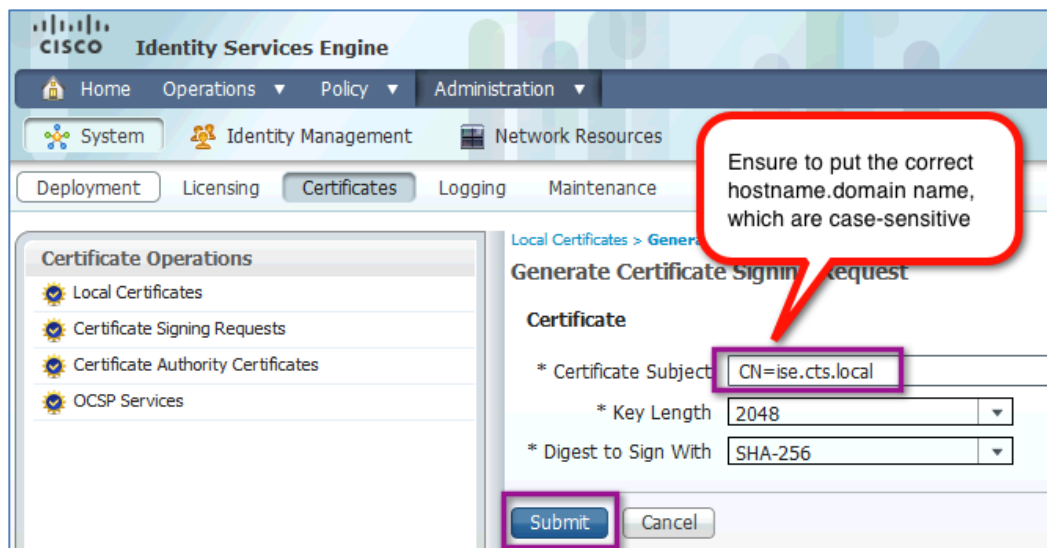 CISCO Identity Services Engine
Home Operations Policy Administration
System Identity Management Network Resources
Deployment Licensing Certificates Logging Maintenance
Ensure to put the correct
hostname.domain name,
which are case-sensitive
Certificate Operations
Local Certificates
Certificate Signing Requests
Certificate Authority Certificates
OCSP Services
Local Certificates >
Generate Certificate Signing Request
Certificate
* Certificate Subject CN=ise.cts.local
* Key Length 2048
* Digest to Sign With SHA-256
Submit Cancel